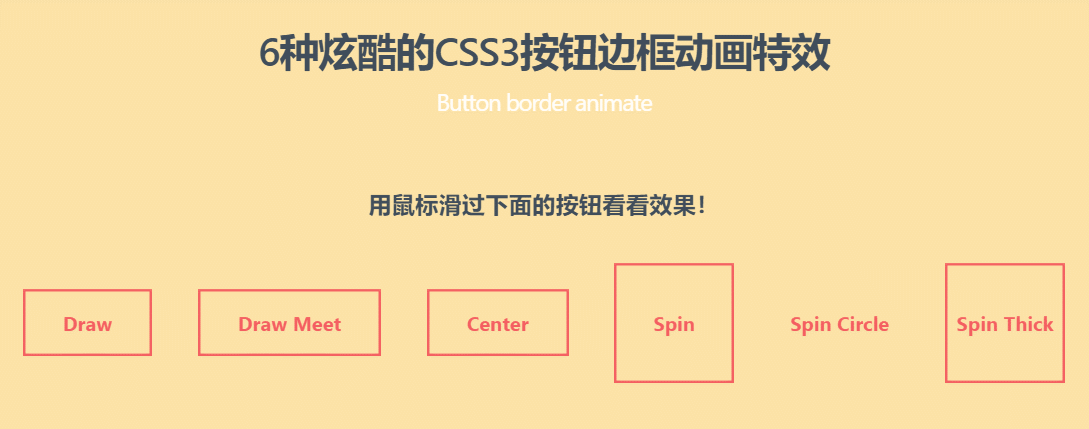 6种炫酷的CSS3按钮边框动画特效
Button border animate
用鼠标滑过下面的按钮看看效果！
Draw
Draw Meet
Center
Spin
Spin Circle
Spin Thick